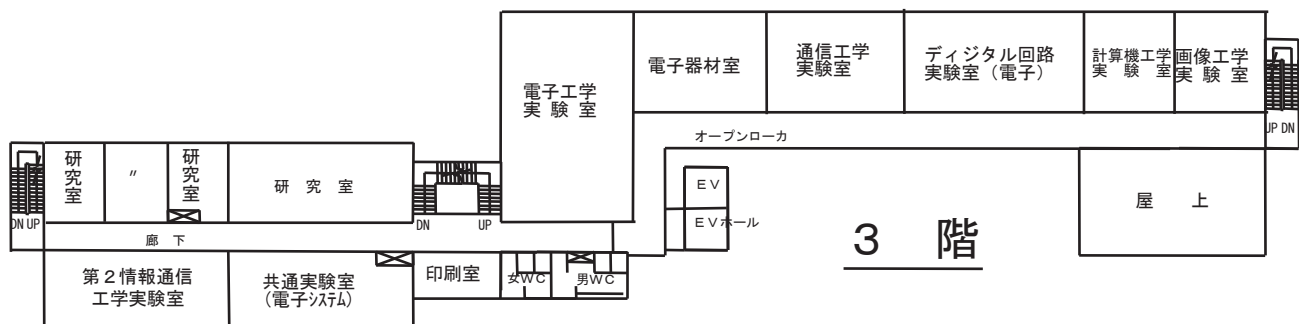 電子工学
実験室
電子器材室
通信工学
実験室
ディジタル回路
実験室（電子）
計算機工学
実験室
画像工学
実験室
UP DN
オープンローカ
研究室
〃
研究室
研究室
DN UP
DN
UP
廊下
EV
EVホール
屋上
3階
第2情報通信
工学実験室
共通実験室
(電子システム)
印刷室
女WC
男WC